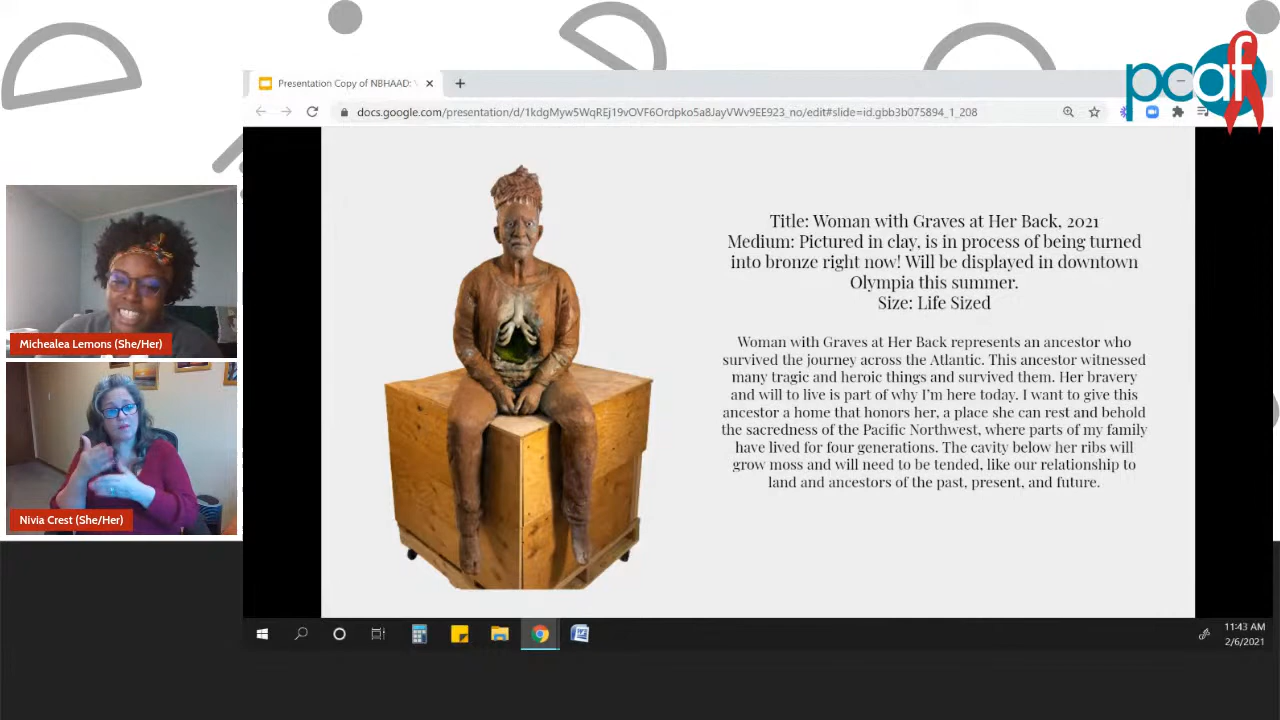 pcaf
Presentation Copy of NBHAAD:
docs.google.com/presentation/d/1kdgMyw5WqREj19vOVF6Ordpko5a8JayVWv9EE923_no/edit#slide=id.gbb3b075894_1_208
Title: Woman with Graves at Her Back, 2021
Medium: Pictured in clay, is in process of being turned
into bronze right now! Will be displayed in downtown
Olympia this summer.
Size: Life Sized
Woman with Graves at Her Back represents an ancestor who
survived the journey across the Atlantic. This ancestor witnessed
many tragic and heroic things and survived them. Her bravery
and will to live is part of why I'm here today. I want to give this
ancestor a home that honors her, a place she can rest and behold
the sacredness of the Pacific Northwest, where parts of my family
have lived for four generations. The cavity below her ribs will
grow moss and will need to be tended, like our relationship to
land and ancestors of the past, present, and future.
Michealea Lemons (She/Her)
Nivia Crest (She/Her)
11:43 AM
2/6/2021